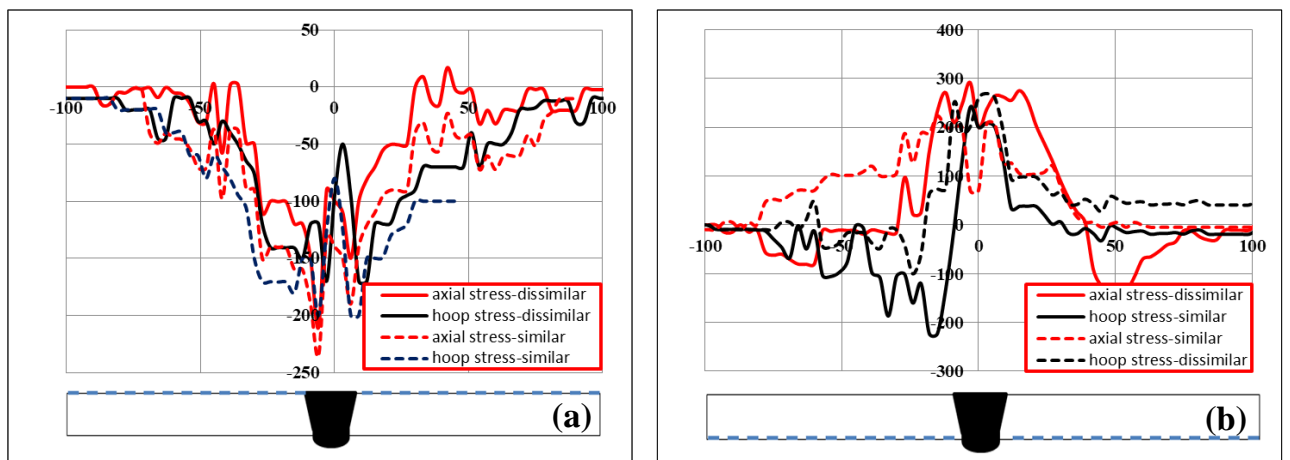 50
0
-100
-50
0
50
100
-50
-100
-150
-200
-250
axial stress-dissimilar
hoop stress-dissimilar
axial stress-similar
hoop stress-similar
(a)
400
300
200
100
0
-100
-50
0
50
100
-100
-200
-300
axial stress-dissimilar
hoop stress-similar
axial stress-similar
hoop stress-dissimilar
(b)